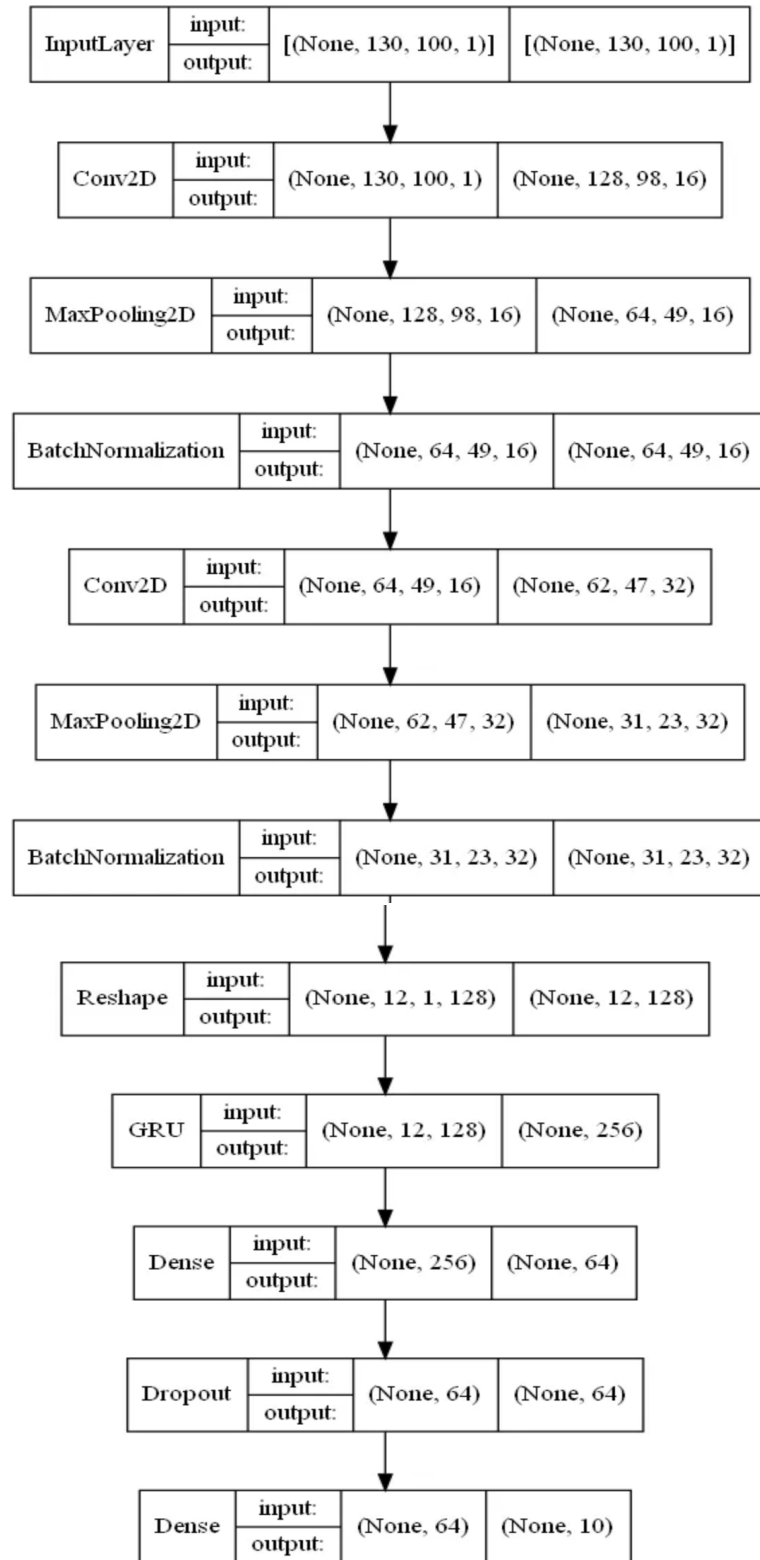 InputLayer input: output: [(None, 130, 100, 1)] [(None, 130, 100, 1)]
Conv2D input: output: (None, 130, 100, 1) (None, 128, 98, 16)
MaxPooling2D input: output: (None, 128, 98, 16) (None, 64, 49, 16)
BatchNormalization input: output: (None, 64, 49, 16) (None, 64, 49, 16)
Conv2D input: output: (None, 64, 49, 16) (None, 62, 47, 32)
MaxPooling2D input: output: (None, 62, 47, 32) (None, 31, 23, 32)
BatchNormalization input: output: (None, 31, 23, 32) (None, 31, 23, 32)
Reshape input: output: (None, 12, 1, 128) (None, 12, 128)
GRU input: output: (None, 12, 128) (None, 256)
Dense input: output: (None, 256) (None, 64)
Dropout input: output: (None, 64) (None, 64)
Dense input: output: (None, 64) (None, 10)